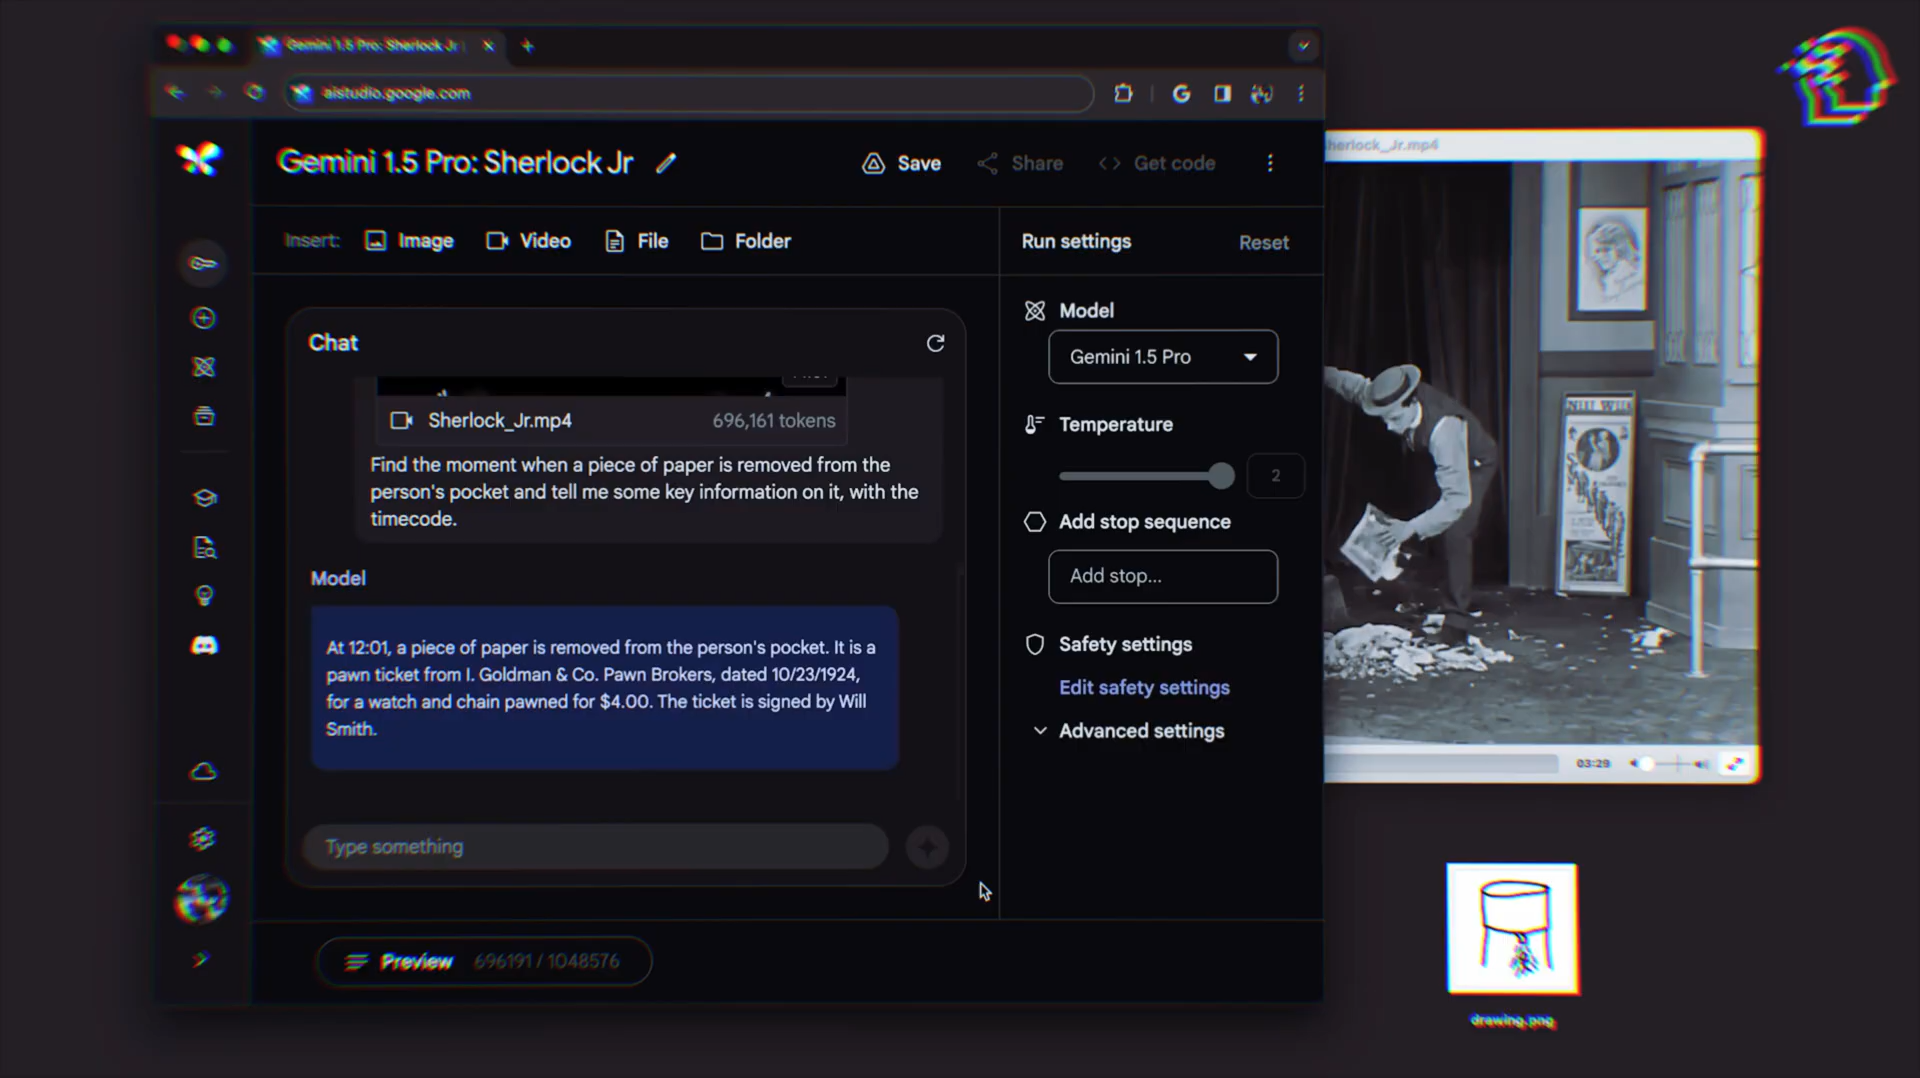 Gemini 1.5 Pro: Sherlock Jr
aistudio.google.com
Gemini 1.5 Pro: Sherlock Jr
Save
Share
Get code
Insert:
Image
Video
File
Folder
Run settings
Reset
Chat
Sherlock_Jr.mp4
696,161 tokens
Find the moment when a piece of paper is removed from the
person's pocket and tell me some key information on it, with the
timecode.
Model
At 12:01, a piece of paper is removed from the person's pocket. It is a
pawn ticket from I. Goldman & Co. Pawn Brokers, dated 10/23/1924,
for a watch and chain pawned for $4.00. The ticket is signed by Will
Smith.
Type something
Preview
696191 / 1048576
Model
Gemini 1.5 Pro
Temperature
2
Add stop sequence
Add stop...
Safety settings
Edit safety settings
Advanced settings
herlock_Jr.mp4
NEXT WEEK
03:29
drawing.png